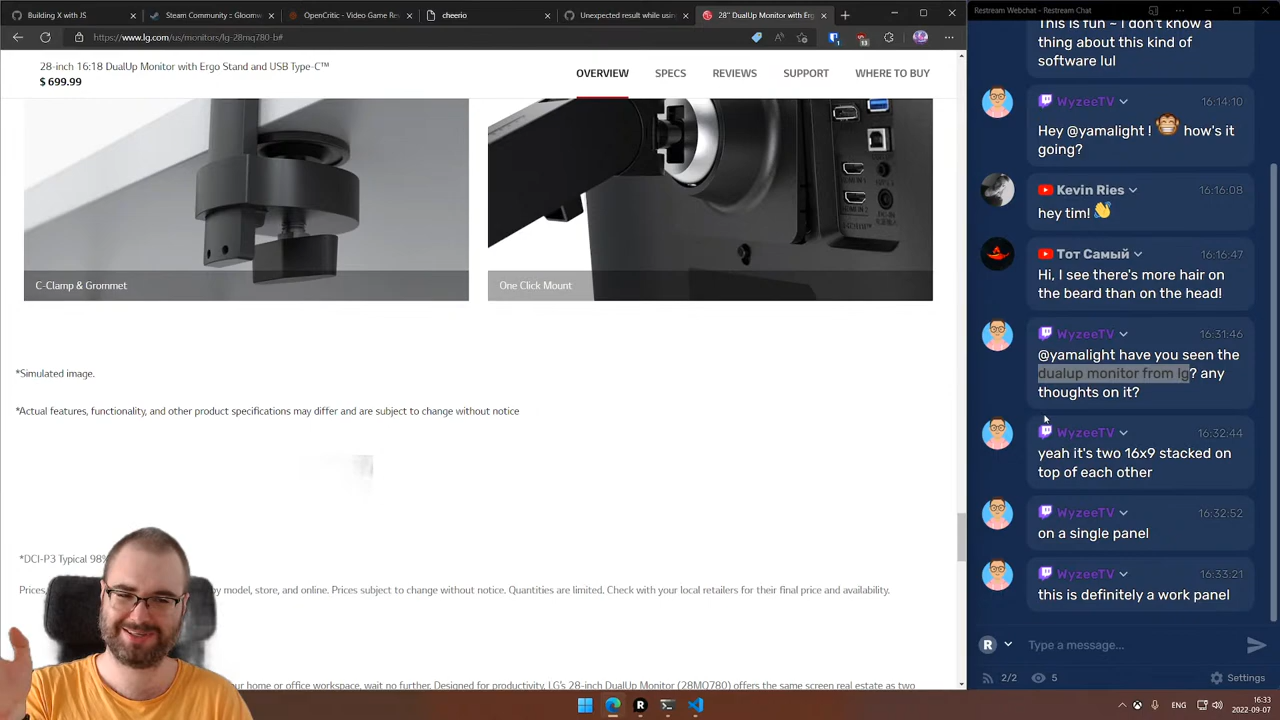 Building X with JS
Steam Community :: Gloomw
OpenCritic - Video Game Re
cheerio
Unexpected result while using
28" DualUp Monitor with Erg
Restream Webchat - Restream Chat
https://www.lg.com/us/monitors/lg-28mq780-b#
28-inch 16:18 DualUp Monitor with Ergo Stand and USB Type-C™
$ 699.99
OVERVIEW
SPECS
REVIEWS
SUPPORT
WHERE TO BUY
C-Clamp & Grommet
One Click Mount
*Simulated image.
*Actual features, functionality, and other product specifications may differ and are subject to change without notice
*DCI-P3 Typical 98%
Prices, by model, store, and online. Prices subject to change without notice. Quantities are limited. Check with your local retailers for their final price and availability.
our home or office workspace, wait no further. Designed for productivity, LG's 28-inch DualUp Monitor (28MQ780) offers the same screen real estate as two
This is fun ~ I don't know a
thing about this kind of
software lul
WyzeeTV 16:14:10
Hey @yamalight ! how's it
going?
Kevin Ries 16:16:08
hey tim!
Тот Самый 16:16:47
Hi, I see there's more hair on
the beard than on the head!
WyzeeTV 16:31:46
@yamalight have you seen the
dualup monitor from lg? any
thoughts on it?
WyzeeTV 16:32:44
yeah it's two 16x9 stacked on
top of each other
WyzeeTV 16:32:52
on a single panel
WyzeeTV 16:33:21
this is definitely a work panel
R
Type a message...
2/2 5
Settings
ENG
16:33
2022-09-07